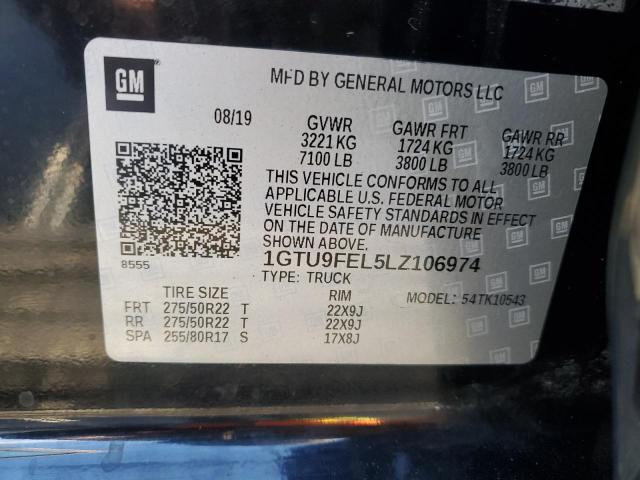 GM
MFD BY GENERAL MOTORS LLC
08/19 GVWR GAWR FRT GAWR RR
3221 KG 1724 KG 1724 KG
7100 LB 3800 LB 3800 LB
THIS VEHICLE CONFORMS TO ALL
APPLICABLE U.S. FEDERAL MOTOR
VEHICLE SAFETY STANDARDS IN EFFECT
ON THE DATE OF MANUFACTURE
SHOWN ABOVE.
8555
1GTU9FEL5LZ106974
TYPE: TRUCK
TIRE SIZE RIM MODEL: 54TK10543
FRT 275/50R22 T 22X9J
RR 275/50R22 T 22X9J
SPA 255/80R17 S 17X8J